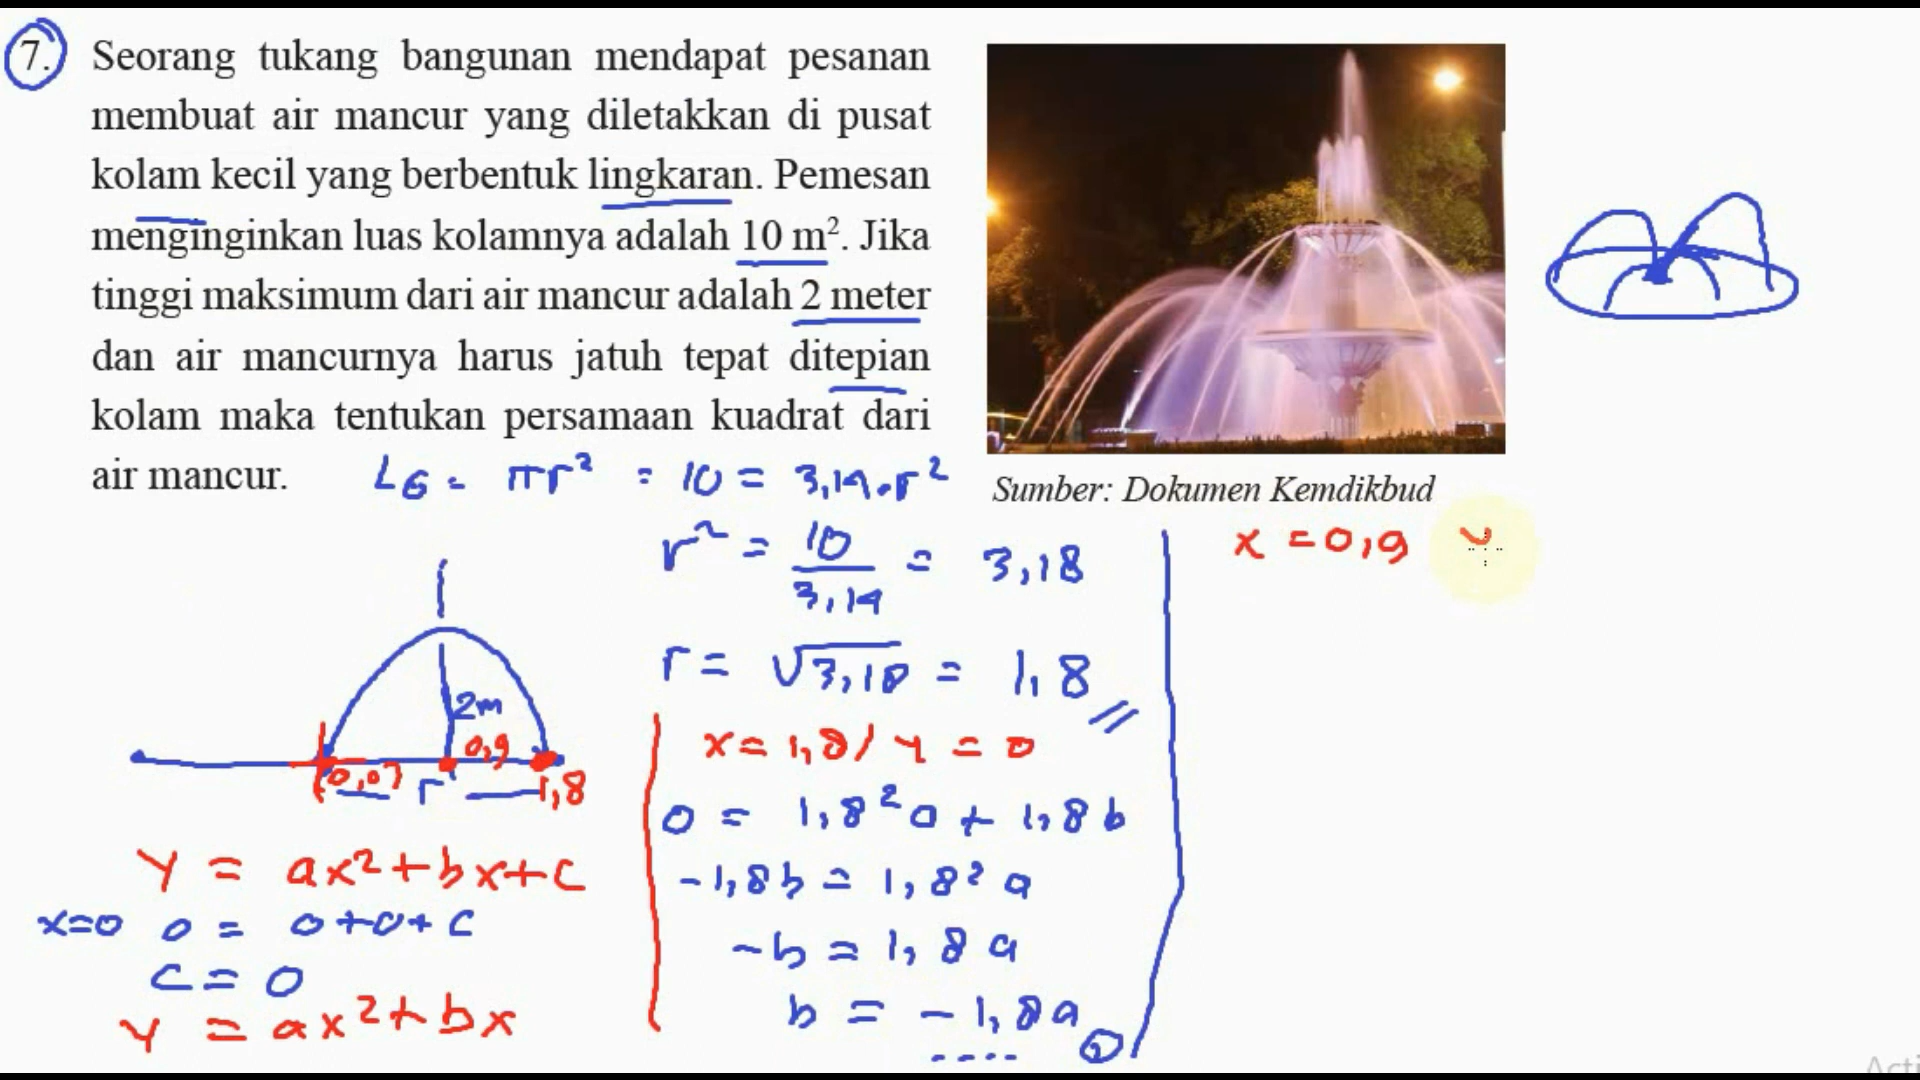 7. Seorang tukang bangunan mendapat pesanan
membuat air mancur yang diletakkan di pusat
kolam kecil yang berbentuk lingkaran. Pemesan
menginginkan luas kolamnya adalah 10 m². Jika
tinggi maksimum dari air mancur adalah 2 meter
dan air mancurnya harus jatuh tepat ditepian
kolam maka tentukan persamaan kuadrat dari
air mancur.
Sumber: Dokumen Kemdikbud
= πr² = 10 = 3,14 . r²
r² = 10/3,14 = 3,18
r = √3,18 = 1,8
2m
0,9
(0,0)
r
1,8
y = ax² + bx + c
x=0 0 = 0+0+c
c = 0
y = ax² + bx
x = 1,8 / y = 0
0 = 1,8² a + 1,8 b
-1,8b = 1,8² a
-b = 1,8 a
b = -1,8a
x = 0,9